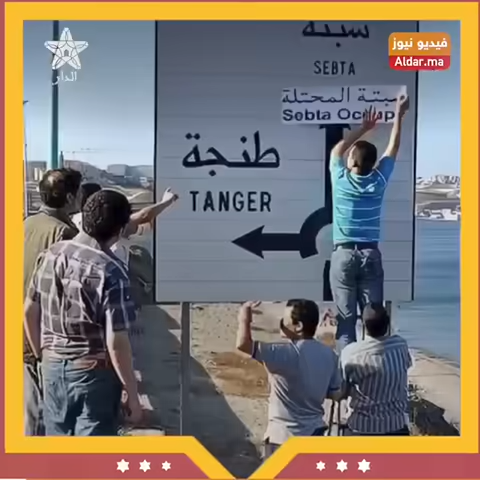 فيديو نيوز
Aldar.ma
الدار
سبتة
SEBTA
سبتة المحتلة
Sebta Occup
طنجة
TANGER